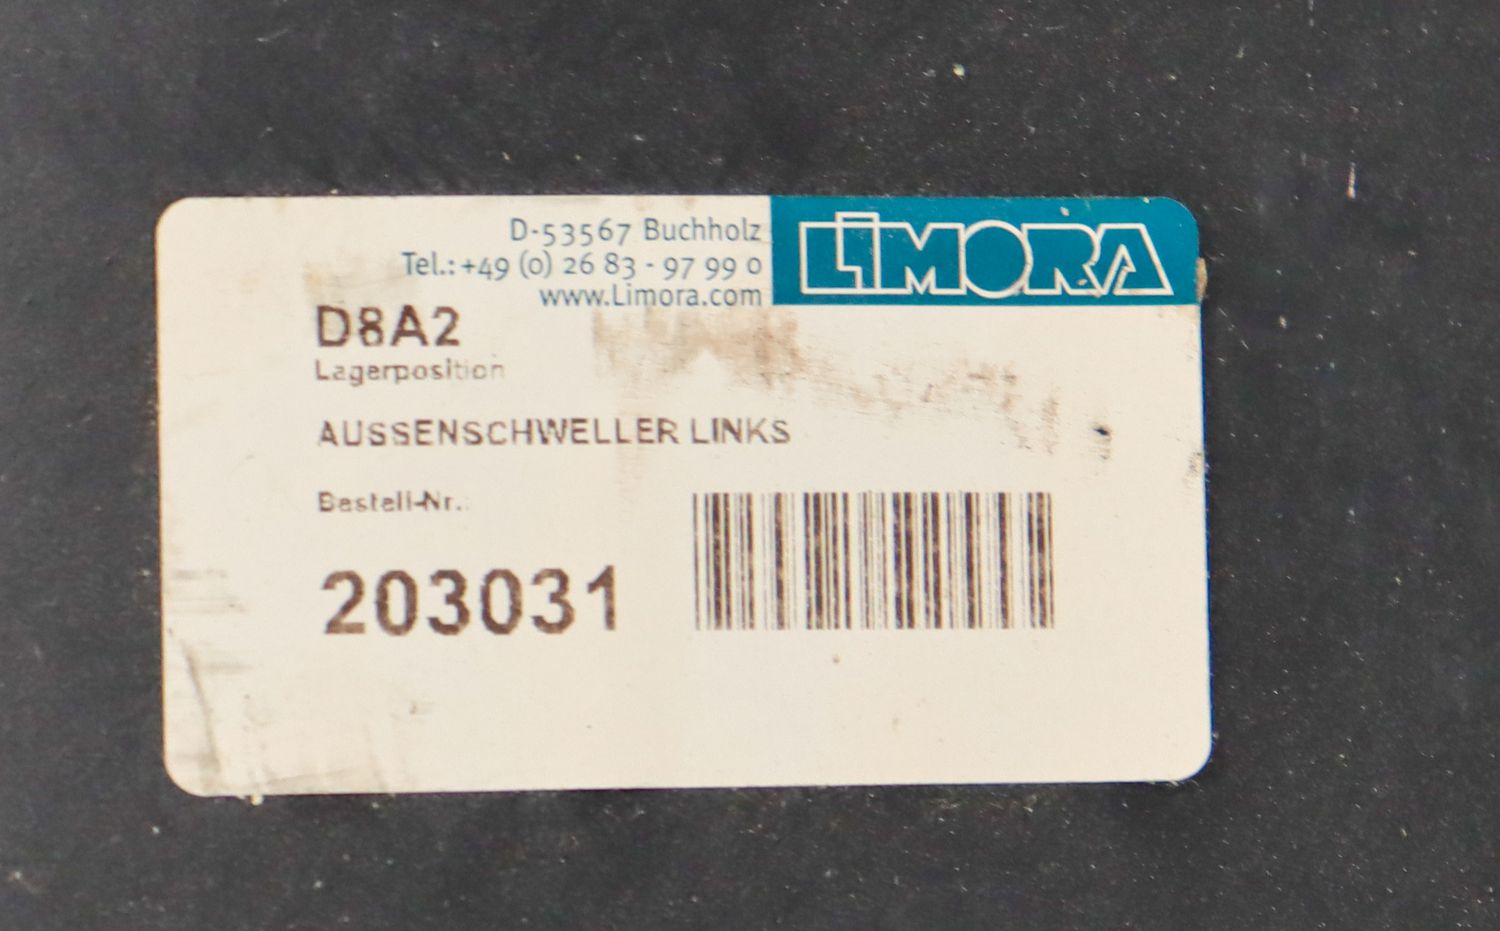 D-53567 Buchholz
LIMORA
Tel.: +49 (0) 26 83 - 97 99 0
www.Limora.com
D8A2
Lagerposition
AUSSENSCHWELLER LINKS
Bestell-Nr.:
203031